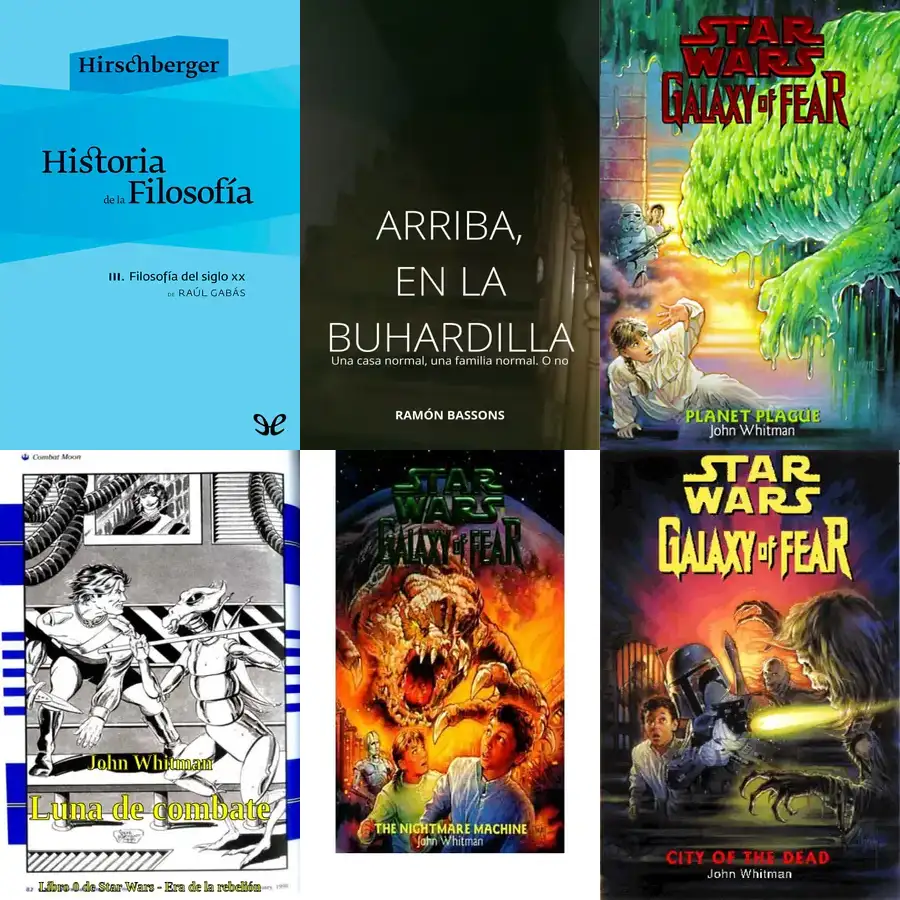 Hirschberger
Historia
de la Filosofía
III. Filosofía del siglo XX
DE RAÚL GABÁS
ARRIBA,
EN LA
BUHARDILLA
Una casa normal, una familia normal. O no
RAMÓN BASSONS
STAR
WARS
GALAXY of FEAR
PLANET PLAGUE
John Whitman
Combat Moon
John Whitman
Luna de combate
Libro 0 de Star Wars - Era de la rebelión
STAR
WARS
GALAXY of FEAR
THE NIGHTMARE MACHINE
John Whitman
STAR
WARS
GALAXY of FEAR
CITY OF THE DEAD
John Whitman